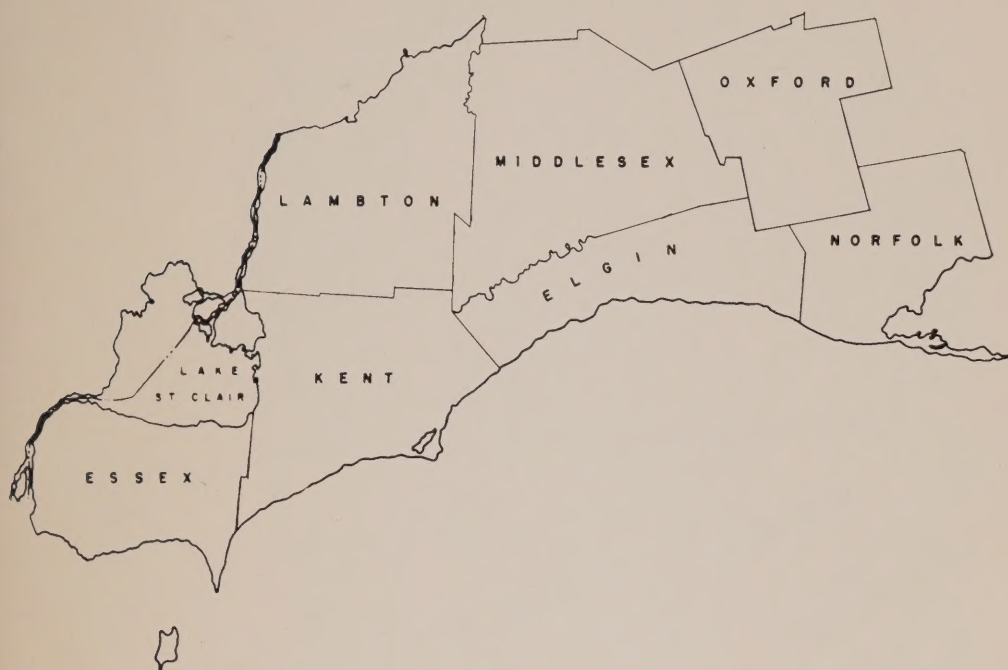 OXFORD
MIDDLESEX
LAMBTON
NORFOLK
ELGIN
LAKE
ST CLAIR
KENT
ESSEX